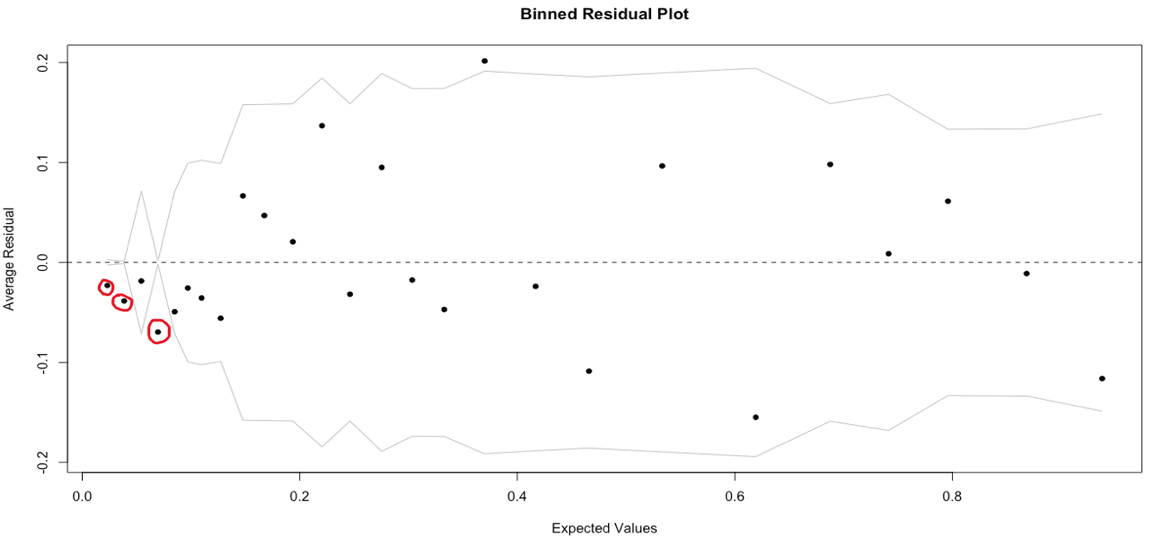 Binned Residual Plot
Average Residual
0.2
0.1
0.0
-0.1
-0.2
0.0 0.2 0.4 0.6 0.8
Expected Values